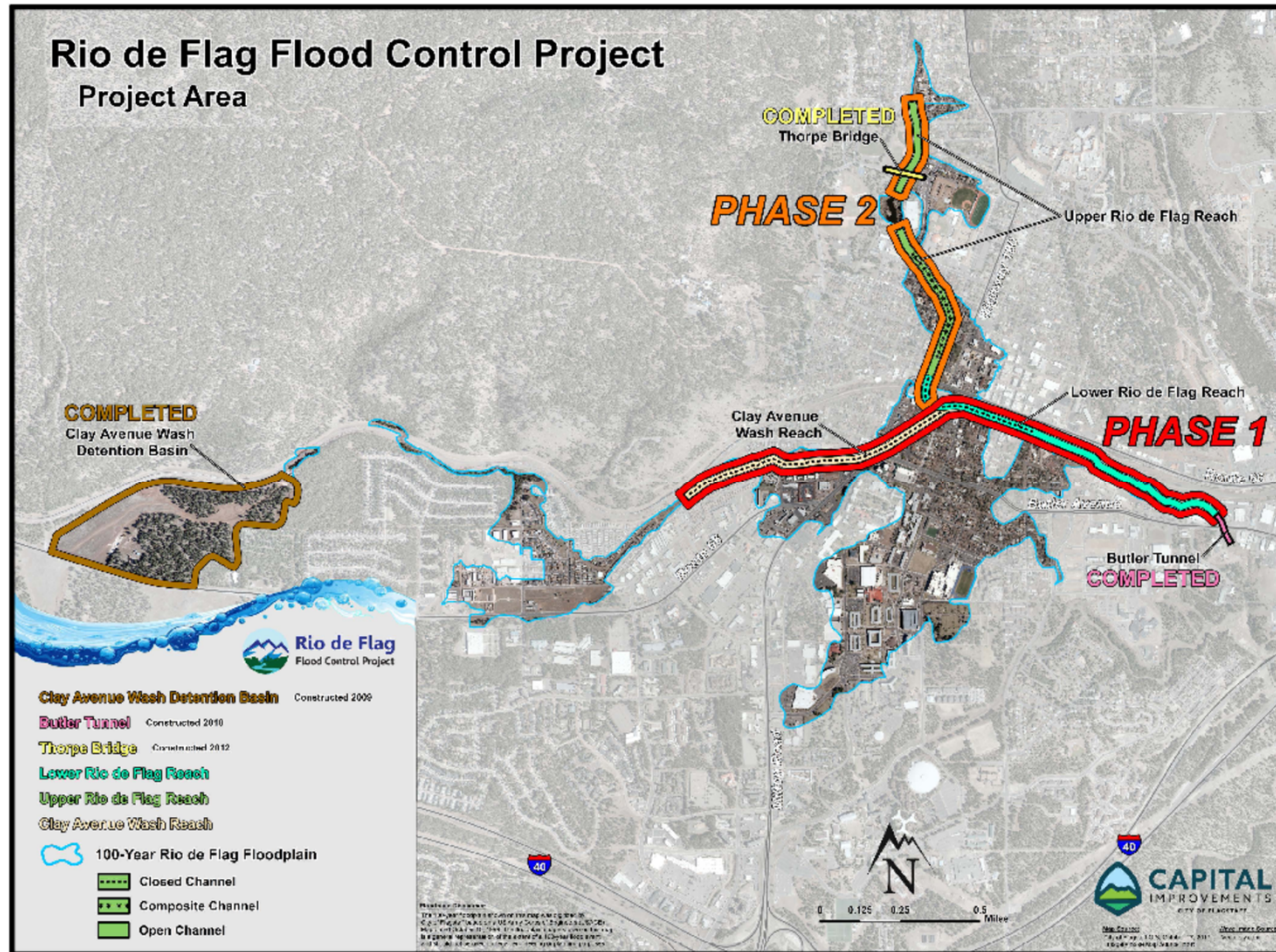 Rio de Flag Flood Control Project
Project Area
COMPLETED
Thorpe Bridge
PHASE 2
Upper Rio de Flag Reach
Lower Rio de Flag Reach
PHASE 1
Clay Avenue
Wash Reach
COMPLETED
Clay Avenue Wash
Detention Basin
Butler Avenue
Butler Tunnel
COMPLETED
Rio de Flag
Flood Control Project
Clay Avenue Wash Detention Basin Constructed 2009
Butler Tunnel Constructed 2010
Thorpe Bridge Constructed 2012
Lower Rio de Flag Reach
Upper Rio de Flag Reach
Clay Avenue Wash Reach
100-Year Rio de Flag Floodplain
Closed Channel
Composite Channel
Open Channel
40
40
N
0 0.125 0.25 0.5
Miles
CAPITAL
IMPROVEMENTS
CITY OF FLAGSTAFF